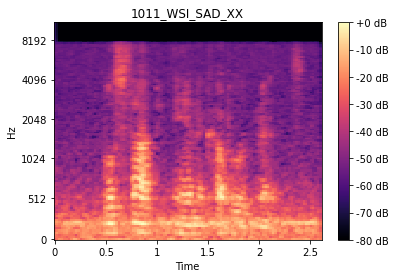 1011_WSI_SAD_XX
+0 dB
8192
-10 dB
4096
-20 dB
-30 dB
2048
Hz
-40 dB
1024
-50 dB
512
-60 dB
-70 dB
0
-80 dB
0 0.5 1 1.5 2 2.5
Time